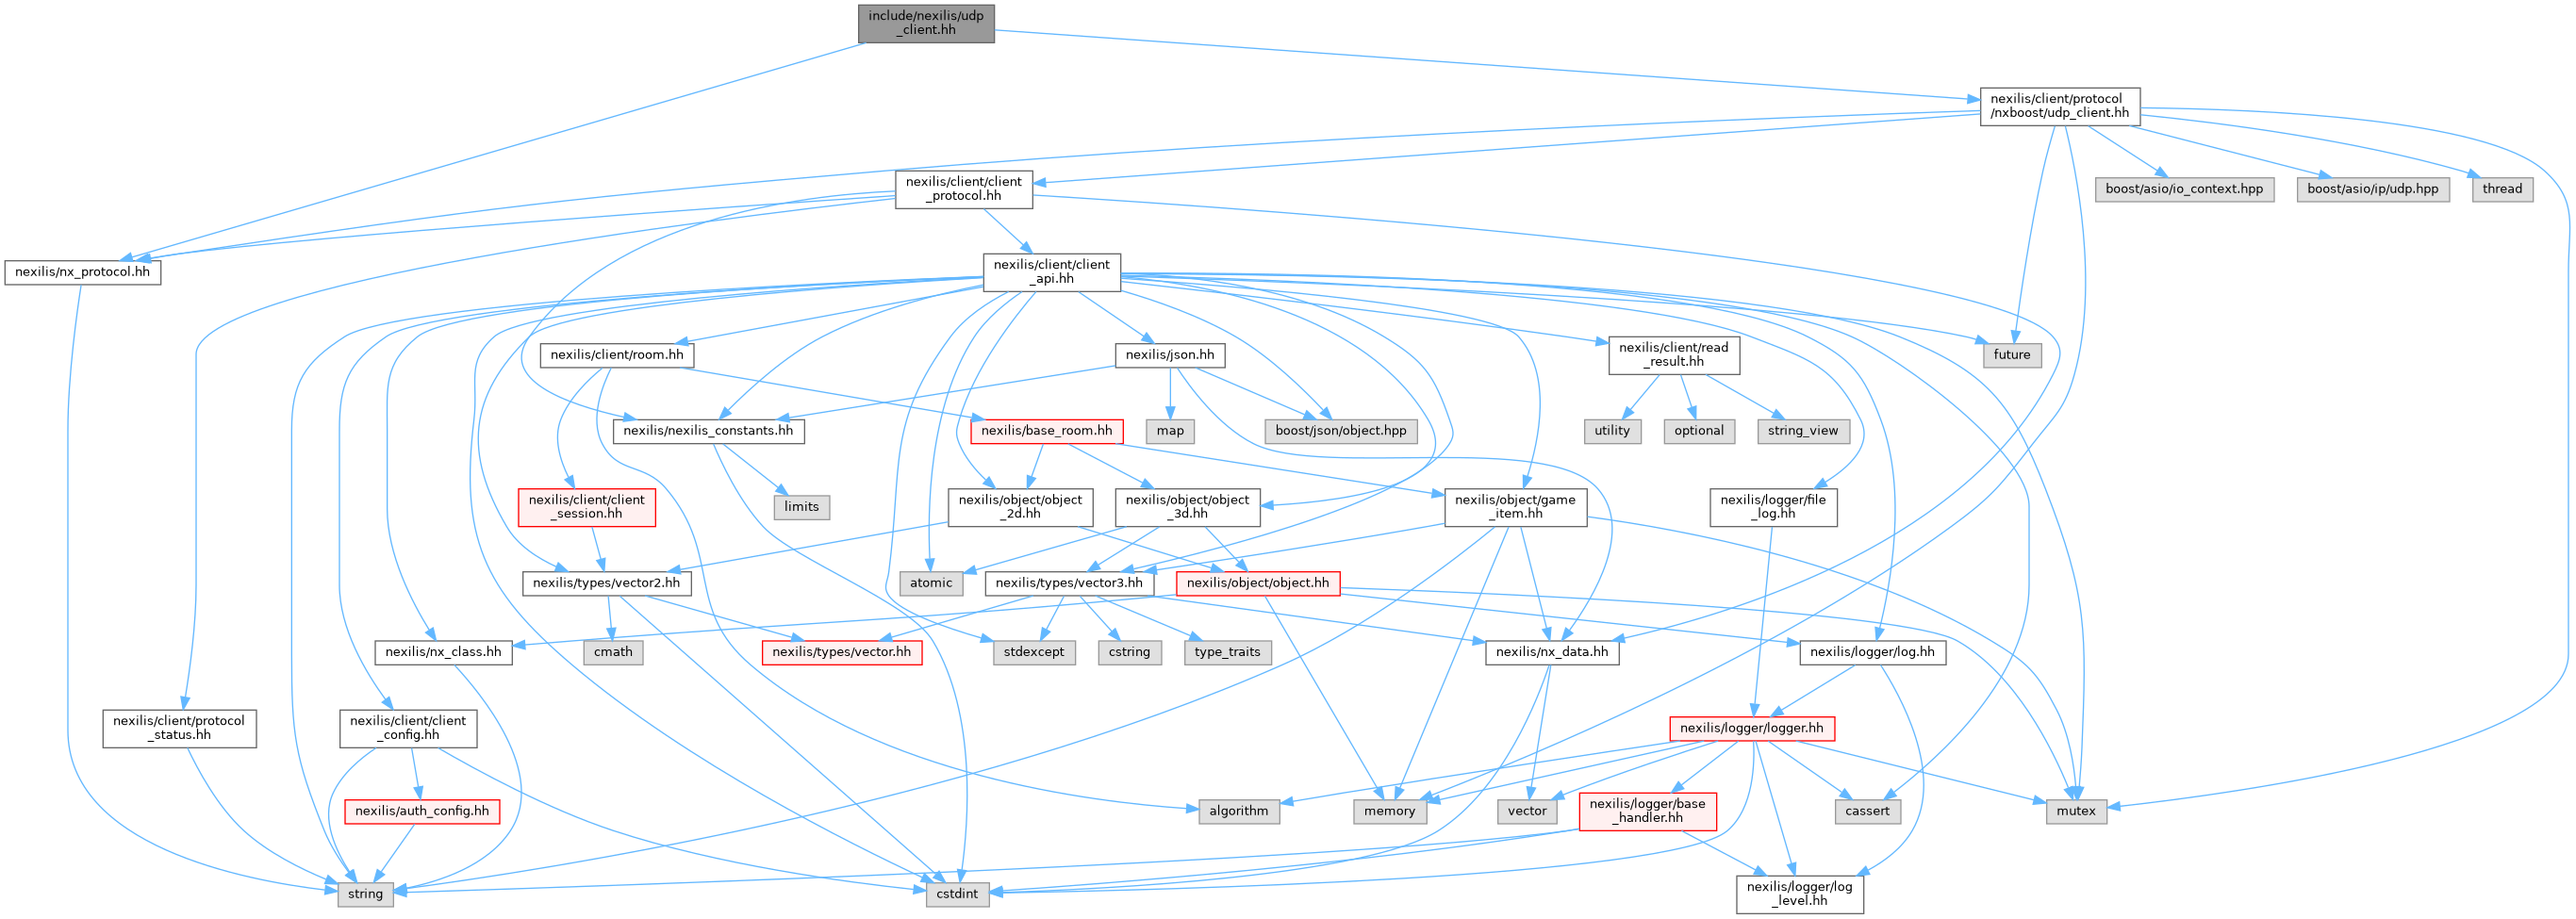 include/nexilis/udp
_client.hh
nexilis/client/protocol
/nxboost/udp_client.hh
nexilis/client/client
_protocol.hh
boost/asio/io_context.hpp
boost/asio/ip/udp.hpp
thread
nexilis/nx_protocol.hh
nexilis/client/client
_api.hh
nexilis/client/room.hh
nexilis/json.hh
nexilis/client/read
_result.hh
future
nexilis/nexilis_constants.hh
nexilis/base_room.hh
map
boost/json/object.hpp
utility
optional
string_view
nexilis/client/client
_session.hh
limits
nexilis/object/object
_2d.hh
nexilis/object/object
_3d.hh
nexilis/object/game
_item.hh
nexilis/logger/file
_log.hh
nexilis/types/vector2.hh
atomic
nexilis/types/vector3.hh
nexilis/object/object.hh
nexilis/nx_class.hh
cmath
nexilis/types/vector.hh
stdexcept
cstring
type_traits
nexilis/nx_data.hh
nexilis/logger/log.hh
nexilis/client/protocol
_status.hh
nexilis/client/client
_config.hh
nexilis/logger/logger.hh
nexilis/auth_config.hh
algorithm
memory
vector
nexilis/logger/base
_handler.hh
cassert
mutex
string
cstdint
nexilis/logger/log
_level.hh